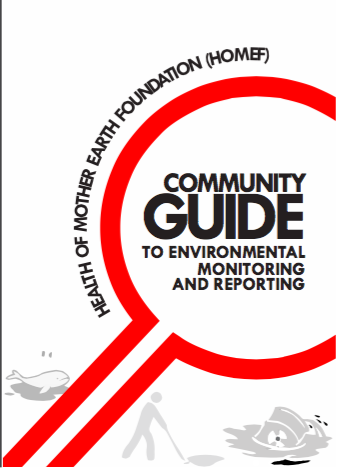 HEALTH OF MOTHER EARTH FOUNDATION (HOMEF)
COMMUNITY
GUIDE
TO ENVIRONMENTAL
MONITORING
AND REPORTING